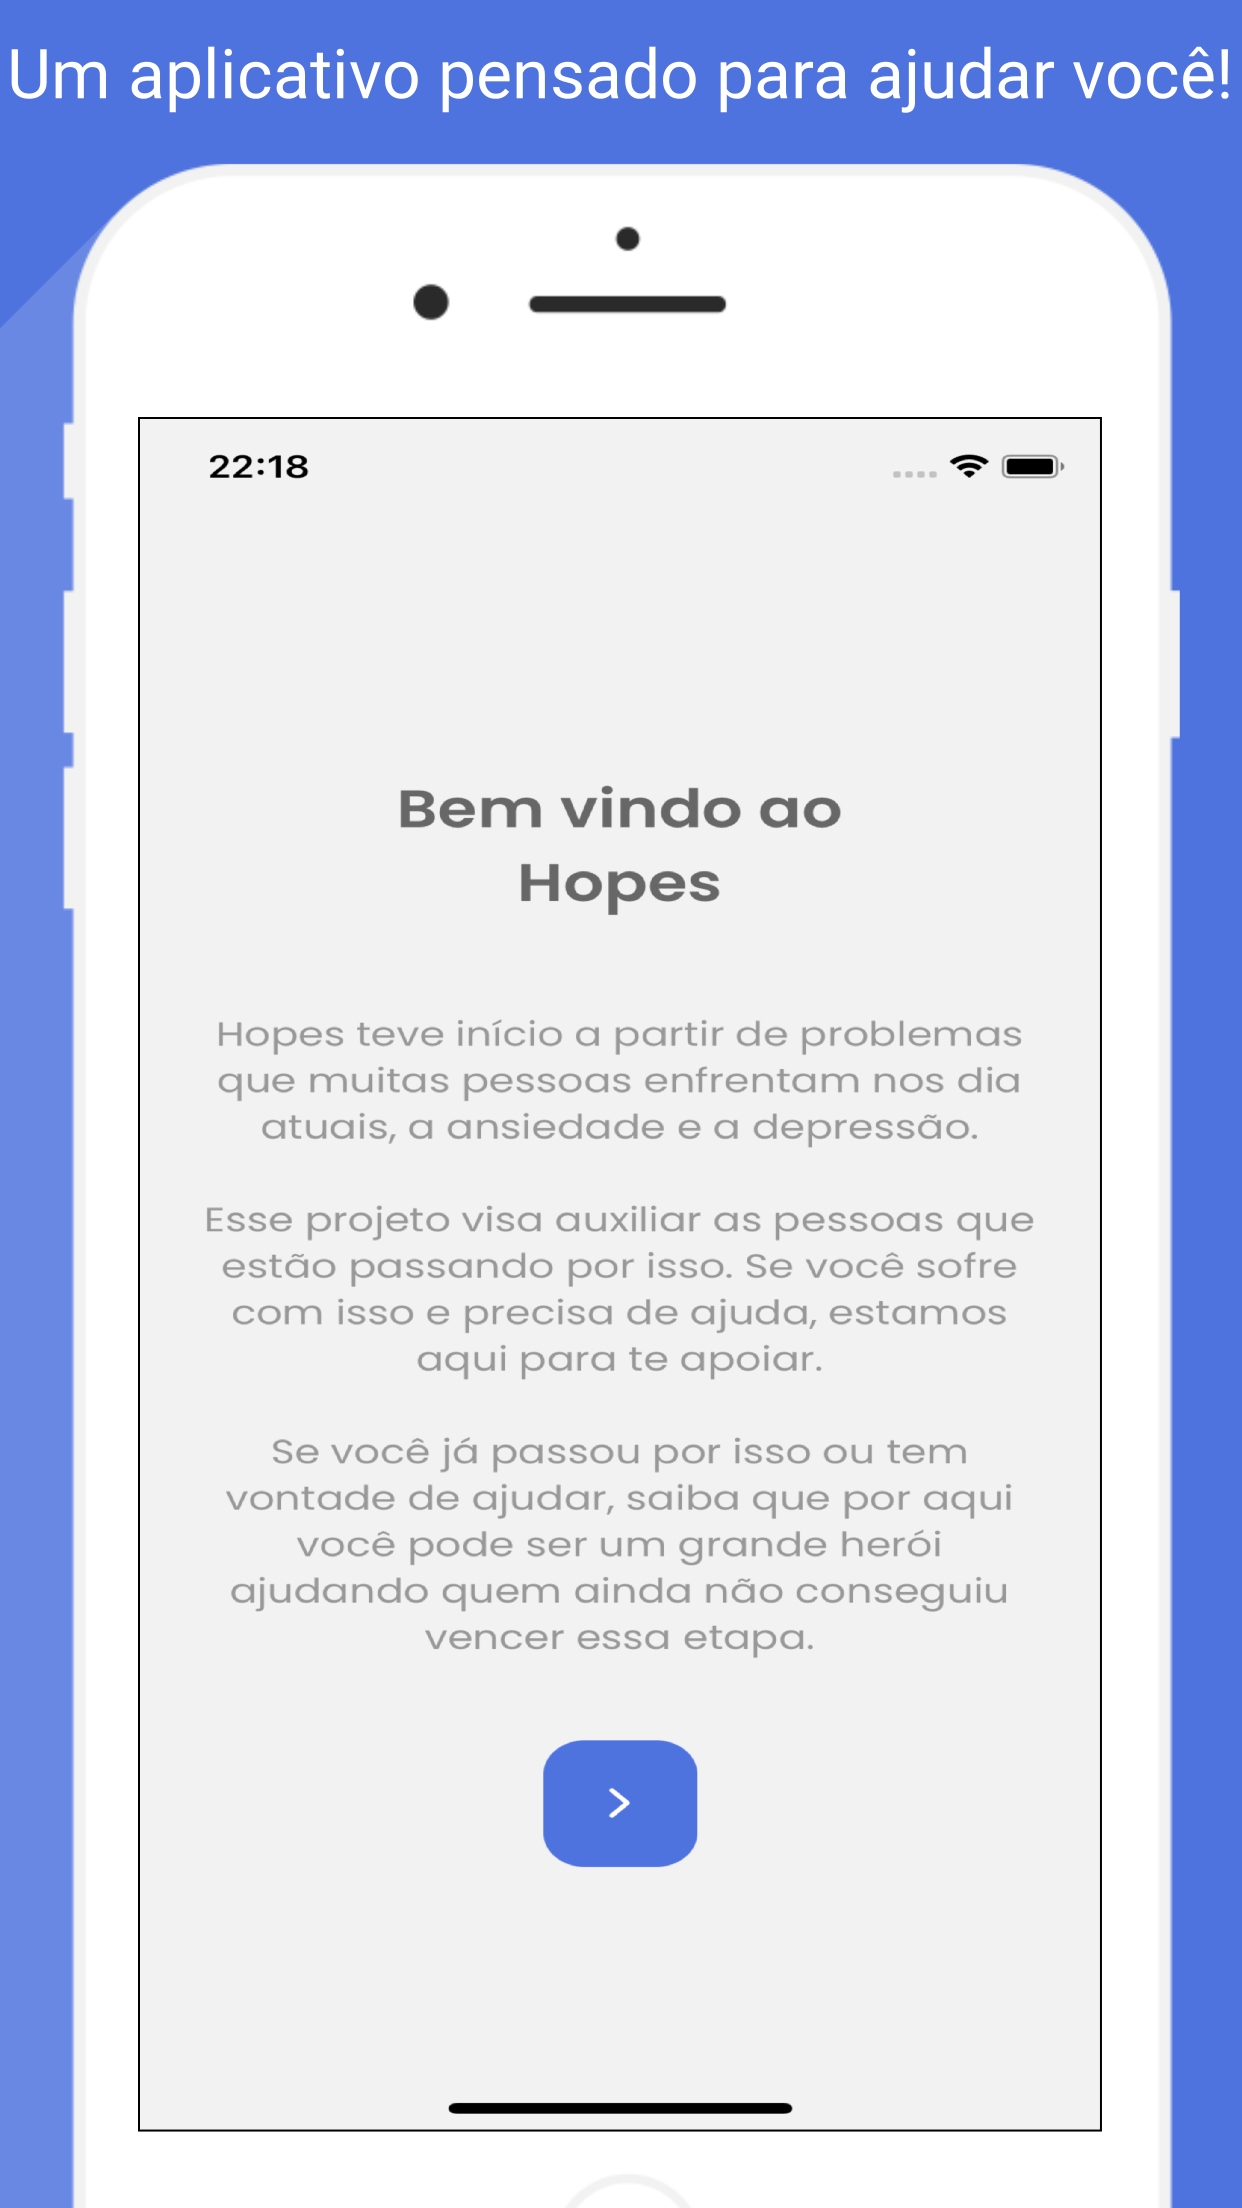 Um aplicativo pensado para ajudar você!
22:18
Bem vindo ao
Hopes
Hopes teve início a partir de problemas
que muitas pessoas enfrentam nos dia
atuais, a ansiedade e a depressão.
Esse projeto visa auxiliar as pessoas que
estão passando por isso. Se você sofre
com isso e precisa de ajuda, estamos
aqui para te apoiar.
Se você já passou por isso ou tem
vontade de ajudar, saiba que por aqui
você pode ser um grande herói
ajudando quem ainda não conseguiu
vencer essa etapa.